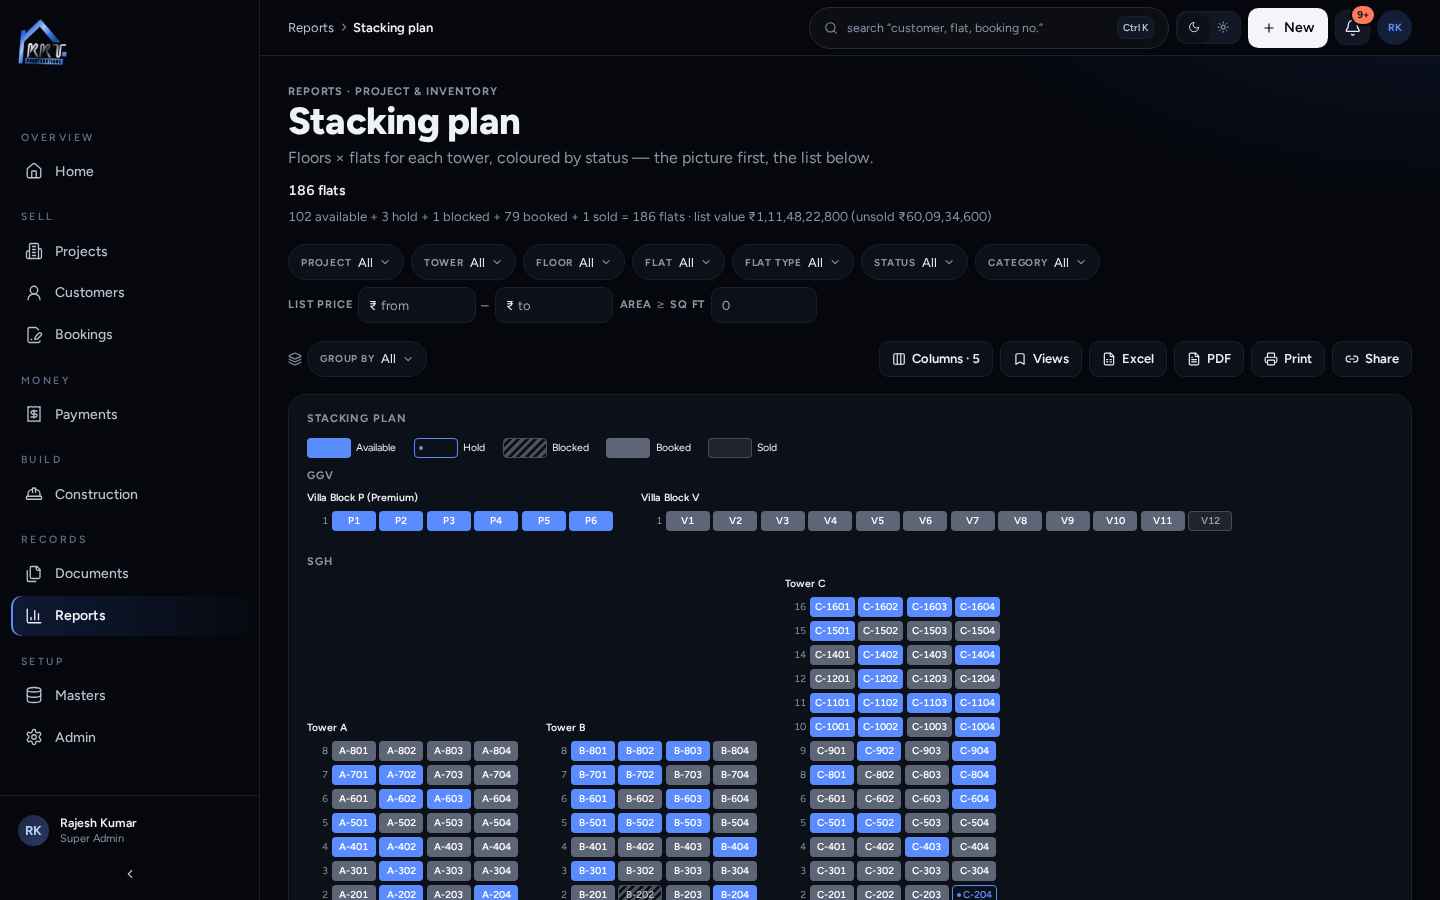 Reports > Stacking plan
search “customer, flat, booking no.”
Ctrl K
New
9+
RK
OVERVIEW
Home
SELL
Projects
Customers
Bookings
MONEY
Payments
BUILD
Construction
RECORDS
Documents
Reports
SETUP
Masters
Admin
RK
Rajesh Kumar
Super Admin
REPORTS · PROJECT & INVENTORY
Stacking plan
Floors × flats for each tower, coloured by status — the picture first, the list below.
186 flats
102 available + 3 hold + 1 blocked + 79 booked + 1 sold = 186 flats · list value ₹1,11,48,22,800 (unsold ₹60,09,34,600)
PROJECT All TOWER All FLOOR All FLAT All FLAT TYPE All STATUS All CATEGORY All
LIST PRICE ₹ from – ₹ to AREA ≥ SQ FT 0
GROUP BY All Columns · 5 Views Excel PDF Print Share
STACKING PLAN
Available Hold Blocked Booked Sold
GGV
Villa Block P (Premium) Villa Block V
1 P1 P2 P3 P4 P5 P6 1 V1 V2 V3 V4 V5 V6 V7 V8 V9 V10 V11 V12
SGH
Tower C
16 C-1601 C-1602 C-1603 C-1604
15 C-1501 C-1502 C-1503 C-1504
14 C-1401 C-1402 C-1403 C-1404
12 C-1201 C-1202 C-1203 C-1204
11 C-1101 C-1102 C-1103 C-1104
10 C-1001 C-1002 C-1003 C-1004
Tower A Tower B
8 A-801 A-802 A-803 A-804 8 B-801 B-802 B-803 B-804 9 C-901 C-902 C-903 C-904
7 A-701 A-702 A-703 A-704 7 B-701 B-702 B-703 B-704 8 C-801 C-802 C-803 C-804
6 A-601 A-602 A-603 A-604 6 B-601 B-602 B-603 B-604 6 C-601 C-602 C-603 C-604
5 A-501 A-502 A-503 A-504 5 B-501 B-502 B-503 B-504 5 C-501 C-502 C-503 C-504
4 A-401 A-402 A-403 A-404 4 B-401 B-402 B-403 B-404 4 C-401 C-402 C-403 C-404
3 A-301 A-302 A-303 A-304 3 B-301 B-302 B-303 B-304 3 C-301 C-302 C-303 C-304
2 A-201 A-202 A-203 A-204 2 B-201 B-202 B-203 B-204 2 C-201 C-202 C-203 C-204